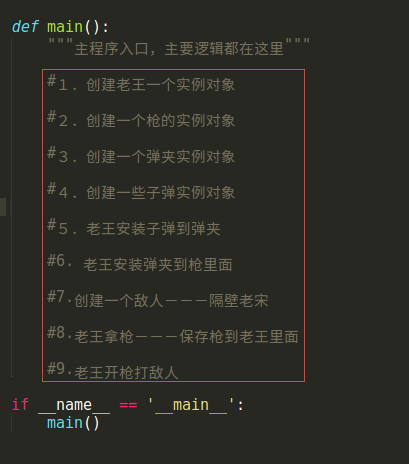 def main():
"""主程序入口，主要逻辑都在这里"""
#１．创建老王一个实例对象
#２．创建一个枪的实例对象
#３．创建一个弹夹实例对象
#４．创建一些子弹实例对象
#５．老王安装子弹到弹夹
#6. 老王安装弹夹到枪里面
#7.创建一个敌人－－－隔壁老宋
#8.老王拿枪－－－保存枪到老王里面
#9.老王开枪打敌人
if __name__ == '__main__':
main()